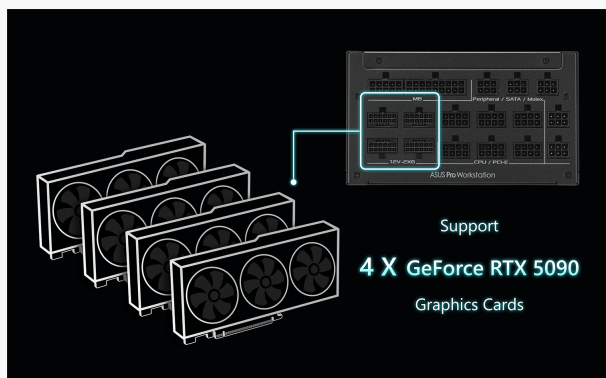 MB
Peripheral / SATA / Molex
12V-2X6
CPU / PCI-E
ASUS Pro Workstation
Support
4 X GeForce RTX 5090
Graphics Cards